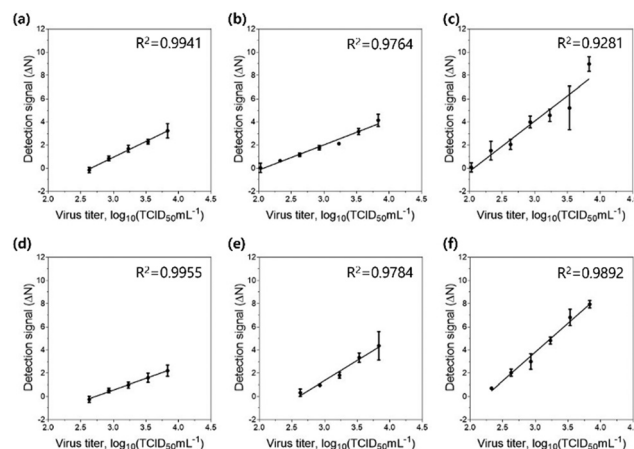 (a)
R²=0.9941
Detection signal (ΔN)
12
10
8
6
4
2
0
-2
2.0 2.5 3.0 3.5 4.0 4.5
Virus titer, log₁₀(TCID₅₀mL⁻¹)
(b)
R²=0.9764
Detection signal (ΔN)
12
10
8
6
4
2
0
-2
2.0 2.5 3.0 3.5 4.0 4.5
Virus titer, log₁₀(TCID₅₀mL⁻¹)
(c)
R²=0.9281
Detection signal (ΔN)
12
10
8
6
4
2
0
-2
2.0 2.5 3.0 3.5 4.0 4.5
Virus titer, log₁₀(TCID₅₀mL⁻¹)
(d)
R²=0.9955
Detection signal (ΔN)
12
10
8
6
4
2
0
-2
2.0 2.5 3.0 3.5 4.0 4.5
Virus titer, log₁₀(TCID₅₀mL⁻¹)
(e)
R²=0.9784
Detection signal (ΔN)
12
10
8
6
4
2
0
-2
2.0 2.5 3.0 3.5 4.0 4.5
Virus titer, log₁₀(TCID₅₀mL⁻¹)
(f)
R²=0.9892
Detection signal (ΔN)
12
10
8
6
4
2
0
-2
2.0 2.5 3.0 3.5 4.0 4.5
Virus titer, log₁₀(TCID₅₀mL⁻¹)